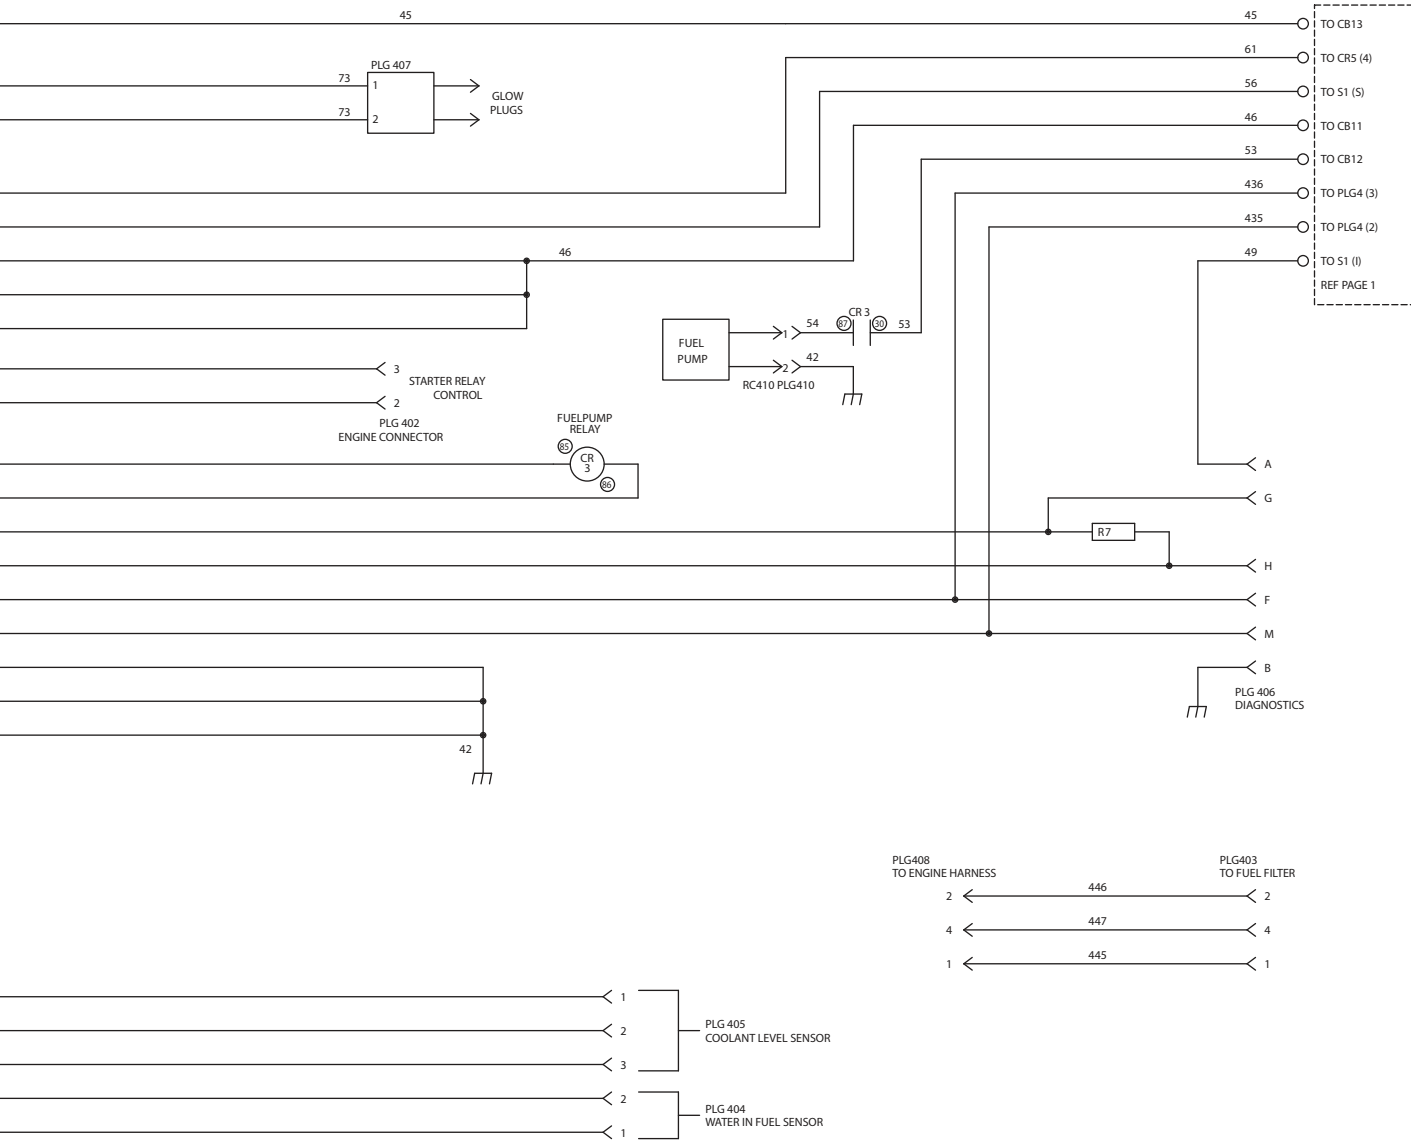 45
45
TO CB13
61
TO CR5 (4)
PLG 407
73
1
GLOW
PLUGS
73
2
56
TO S1 (S)
46
TO CB11
53
TO CB12
436
TO PLG4 (3)
435
TO PLG4 (2)
46
49
TO S1 (I)
REF PAGE 1
FUEL
PUMP
1
54
87
CR 3
30
53
2
42
RC410 PLG410
3
STARTER RELAY
CONTROL
2
PLG 402
ENGINE CONNECTOR
FUELPUMP
RELAY
85
CR
3
86
A
G
R7
H
F
M
B
PLG 406
DIAGNOSTICS
42
PLG408
TO ENGINE HARNESS
PLG403
TO FUEL FILTER
2
446
2
4
447
4
1
445
1
1
2
3
PLG 405
COOLANT LEVEL SENSOR
2
1
PLG 404
WATER IN FUEL SENSOR